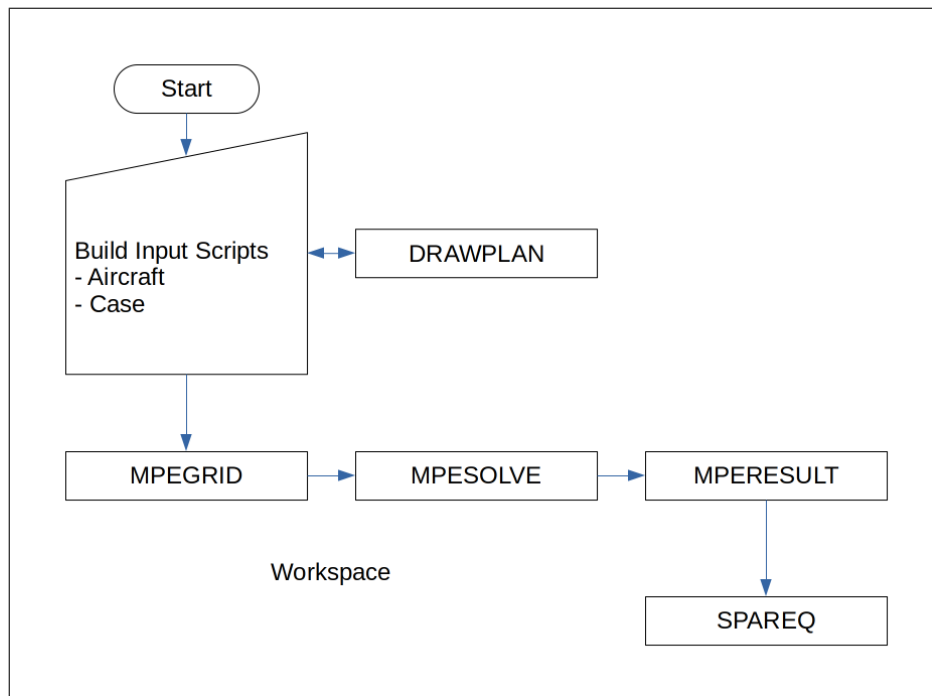 Start
Build Input Scripts
- Aircraft
- Case
DRAWPLAN
MPEGRID
MPESOLVE
MPERESULT
Workspace
SPAREQ